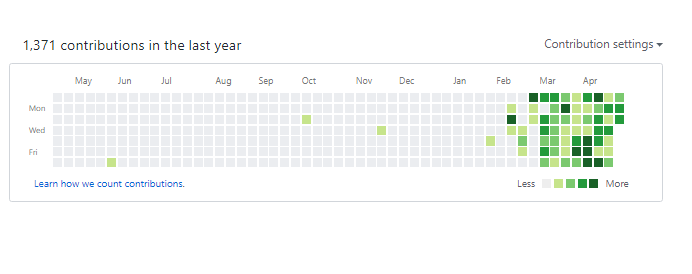 1,371 contributions in the last year
Contribution settings
May Jun Jul Aug Sep Oct Nov Dec Jan Feb Mar Apr
Mon
Wed
Fri
Learn how we count contributions.
Less More